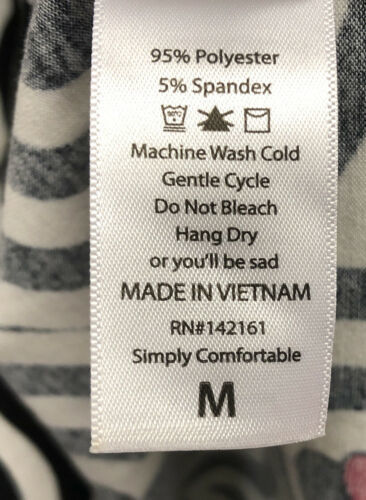 95% Polyester
5% Spandex
Machine Wash Cold
Gentle Cycle
Do Not Bleach
Hang Dry
or you'll be sad
MADE IN VIETNAM
RN#142161
Simply Comfortable
M